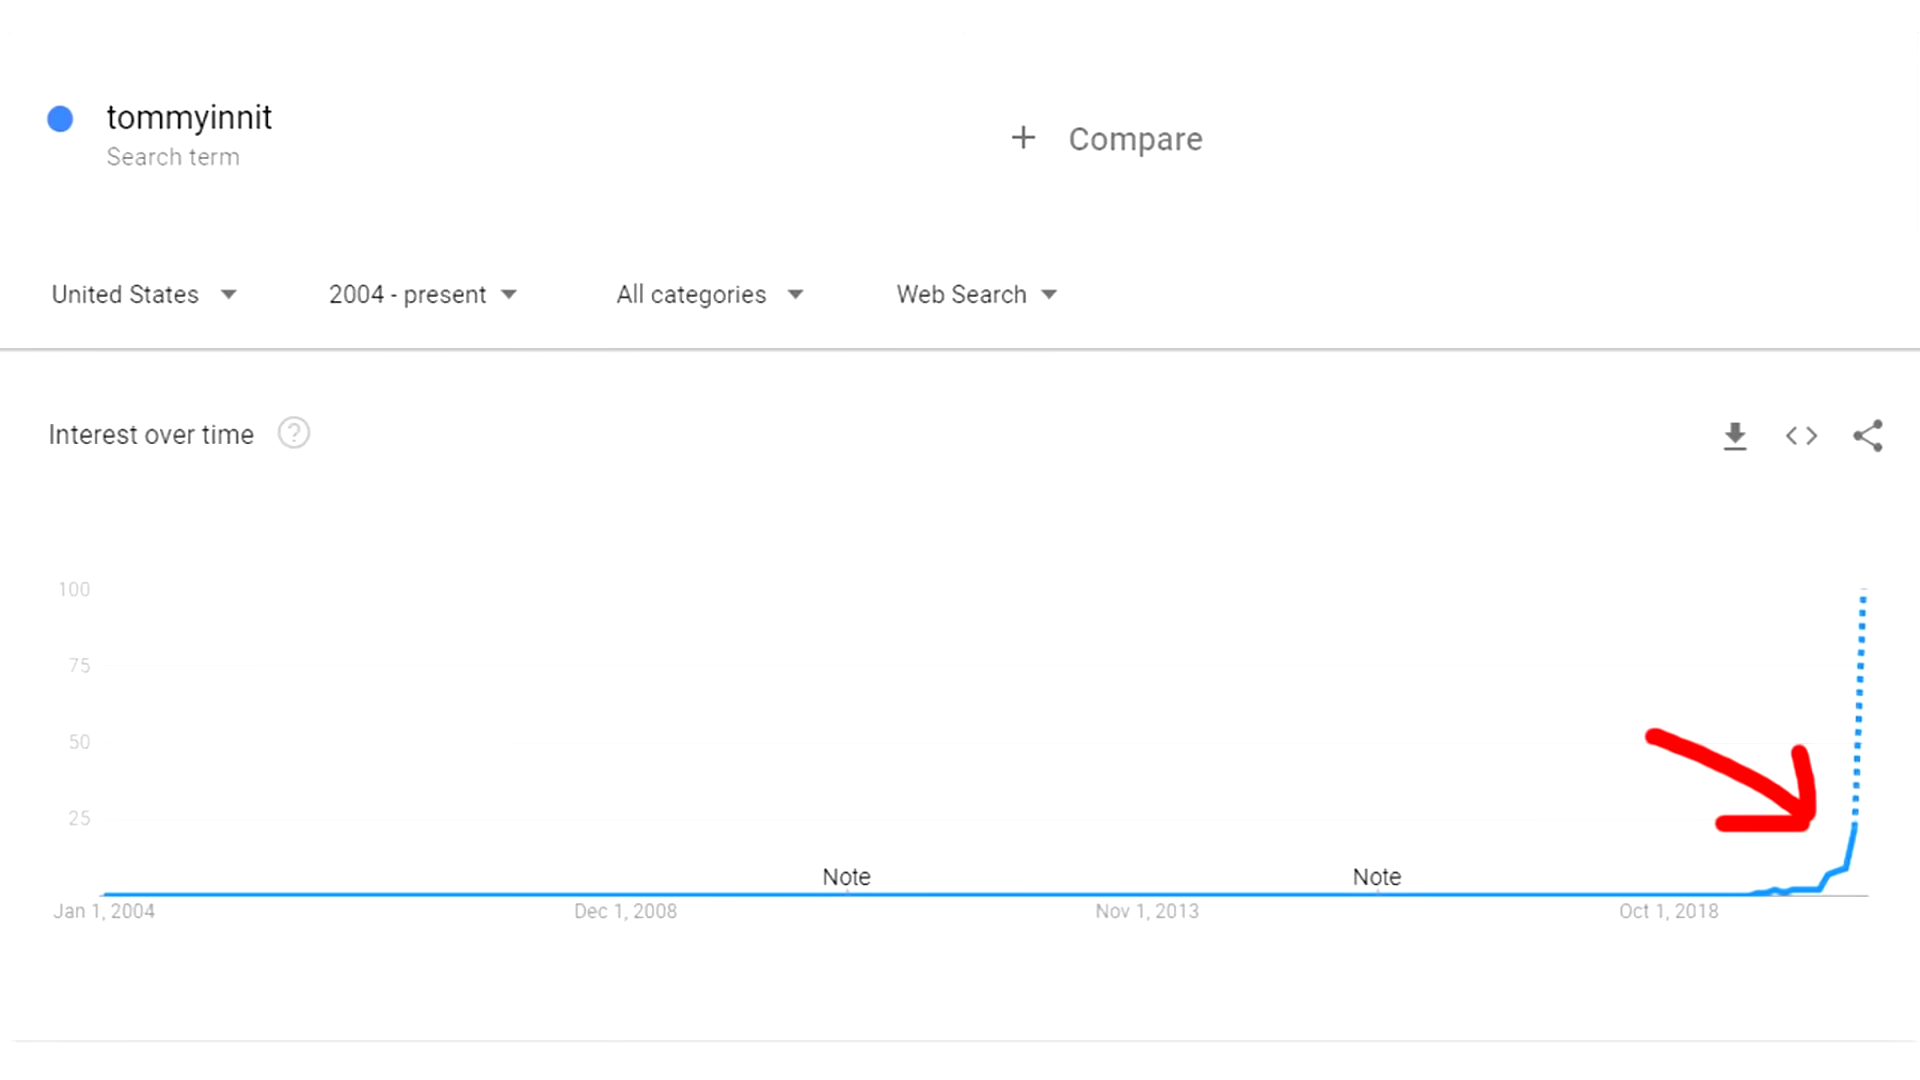 tommyinnit
Search term
+ Compare
United States
2004 - present
All categories
Web Search
Interest over time ?
100
75
50
25
Note
Note
Jan 1, 2004
Dec 1, 2008
Nov 1, 2013
Oct 1, 2018